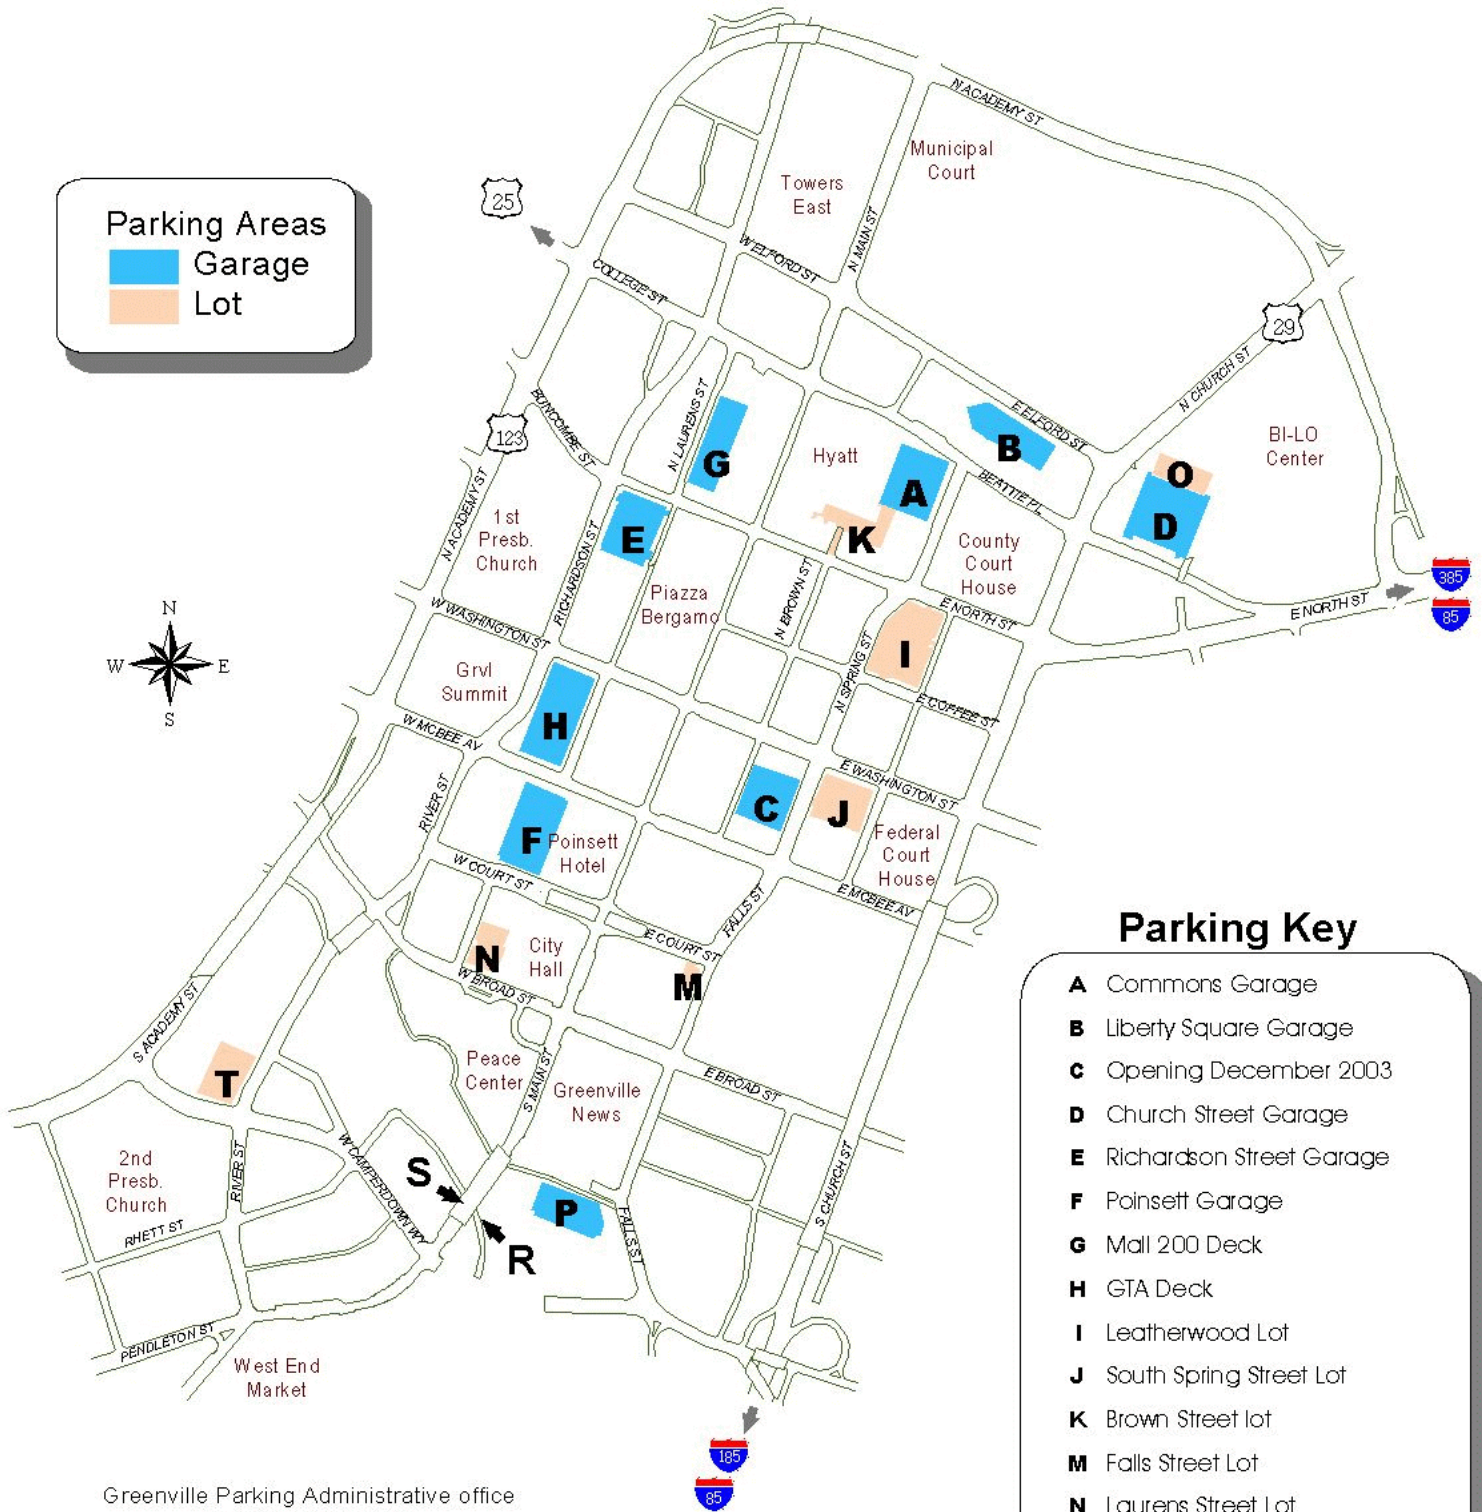 N ACADEMY ST
Municipal
Court
Towers
East
25
Parking Areas
Garage
Lot
N MAIN ST
W ELFORD ST
COLLEGE ST
29
N CHURCH ST
BUNCOMBE ST
N LAURENS ST
123
E ELFORD ST
BI-LO
Center
Hyatt
G
B
A
O
D
BEATTIE PL
N ACADEMY ST
1st
Presb.
Church
RICHARDSON ST
E
K
County
Court
House
Piazza
Bergamo
N BROWN ST
E NORTH ST
E NORTH ST
385
85
N
W
E
S
W WASHINGTON ST
Grvl
Summit
I
N SPRING ST
E COFFEE ST
W MCBEE AV
H
RIVER ST
E WASHINGTON ST
C
J
F
Poinsett
Hotel
Federal
Court
House
W COURT ST
E MCBEE AV
FALLS ST
E COURT ST
N
City
Hall
M
W BROAD ST
S ACADEMY ST
T
Peace
Center
S MAIN ST
Greenville
News
E BROAD ST
2nd
Presb.
Church
RIVER ST
W CAMPERDOWN WY
S
R
P
FALLS ST
S CHURCH ST
RHETT ST
PENDLETON ST
West End
Market
185
85
Greenville Parking Administrative office
Parking Key
A Commons Garage
B Liberty Square Garage
C Opening December 2003
D Church Street Garage
E Richardson Street Garage
F Poinsett Garage
G Mall 200 Deck
H GTA Deck
I Leatherwood Lot
J South Spring Street Lot
K Brown Street lot
M Falls Street Lot
N Laurens Street Lot